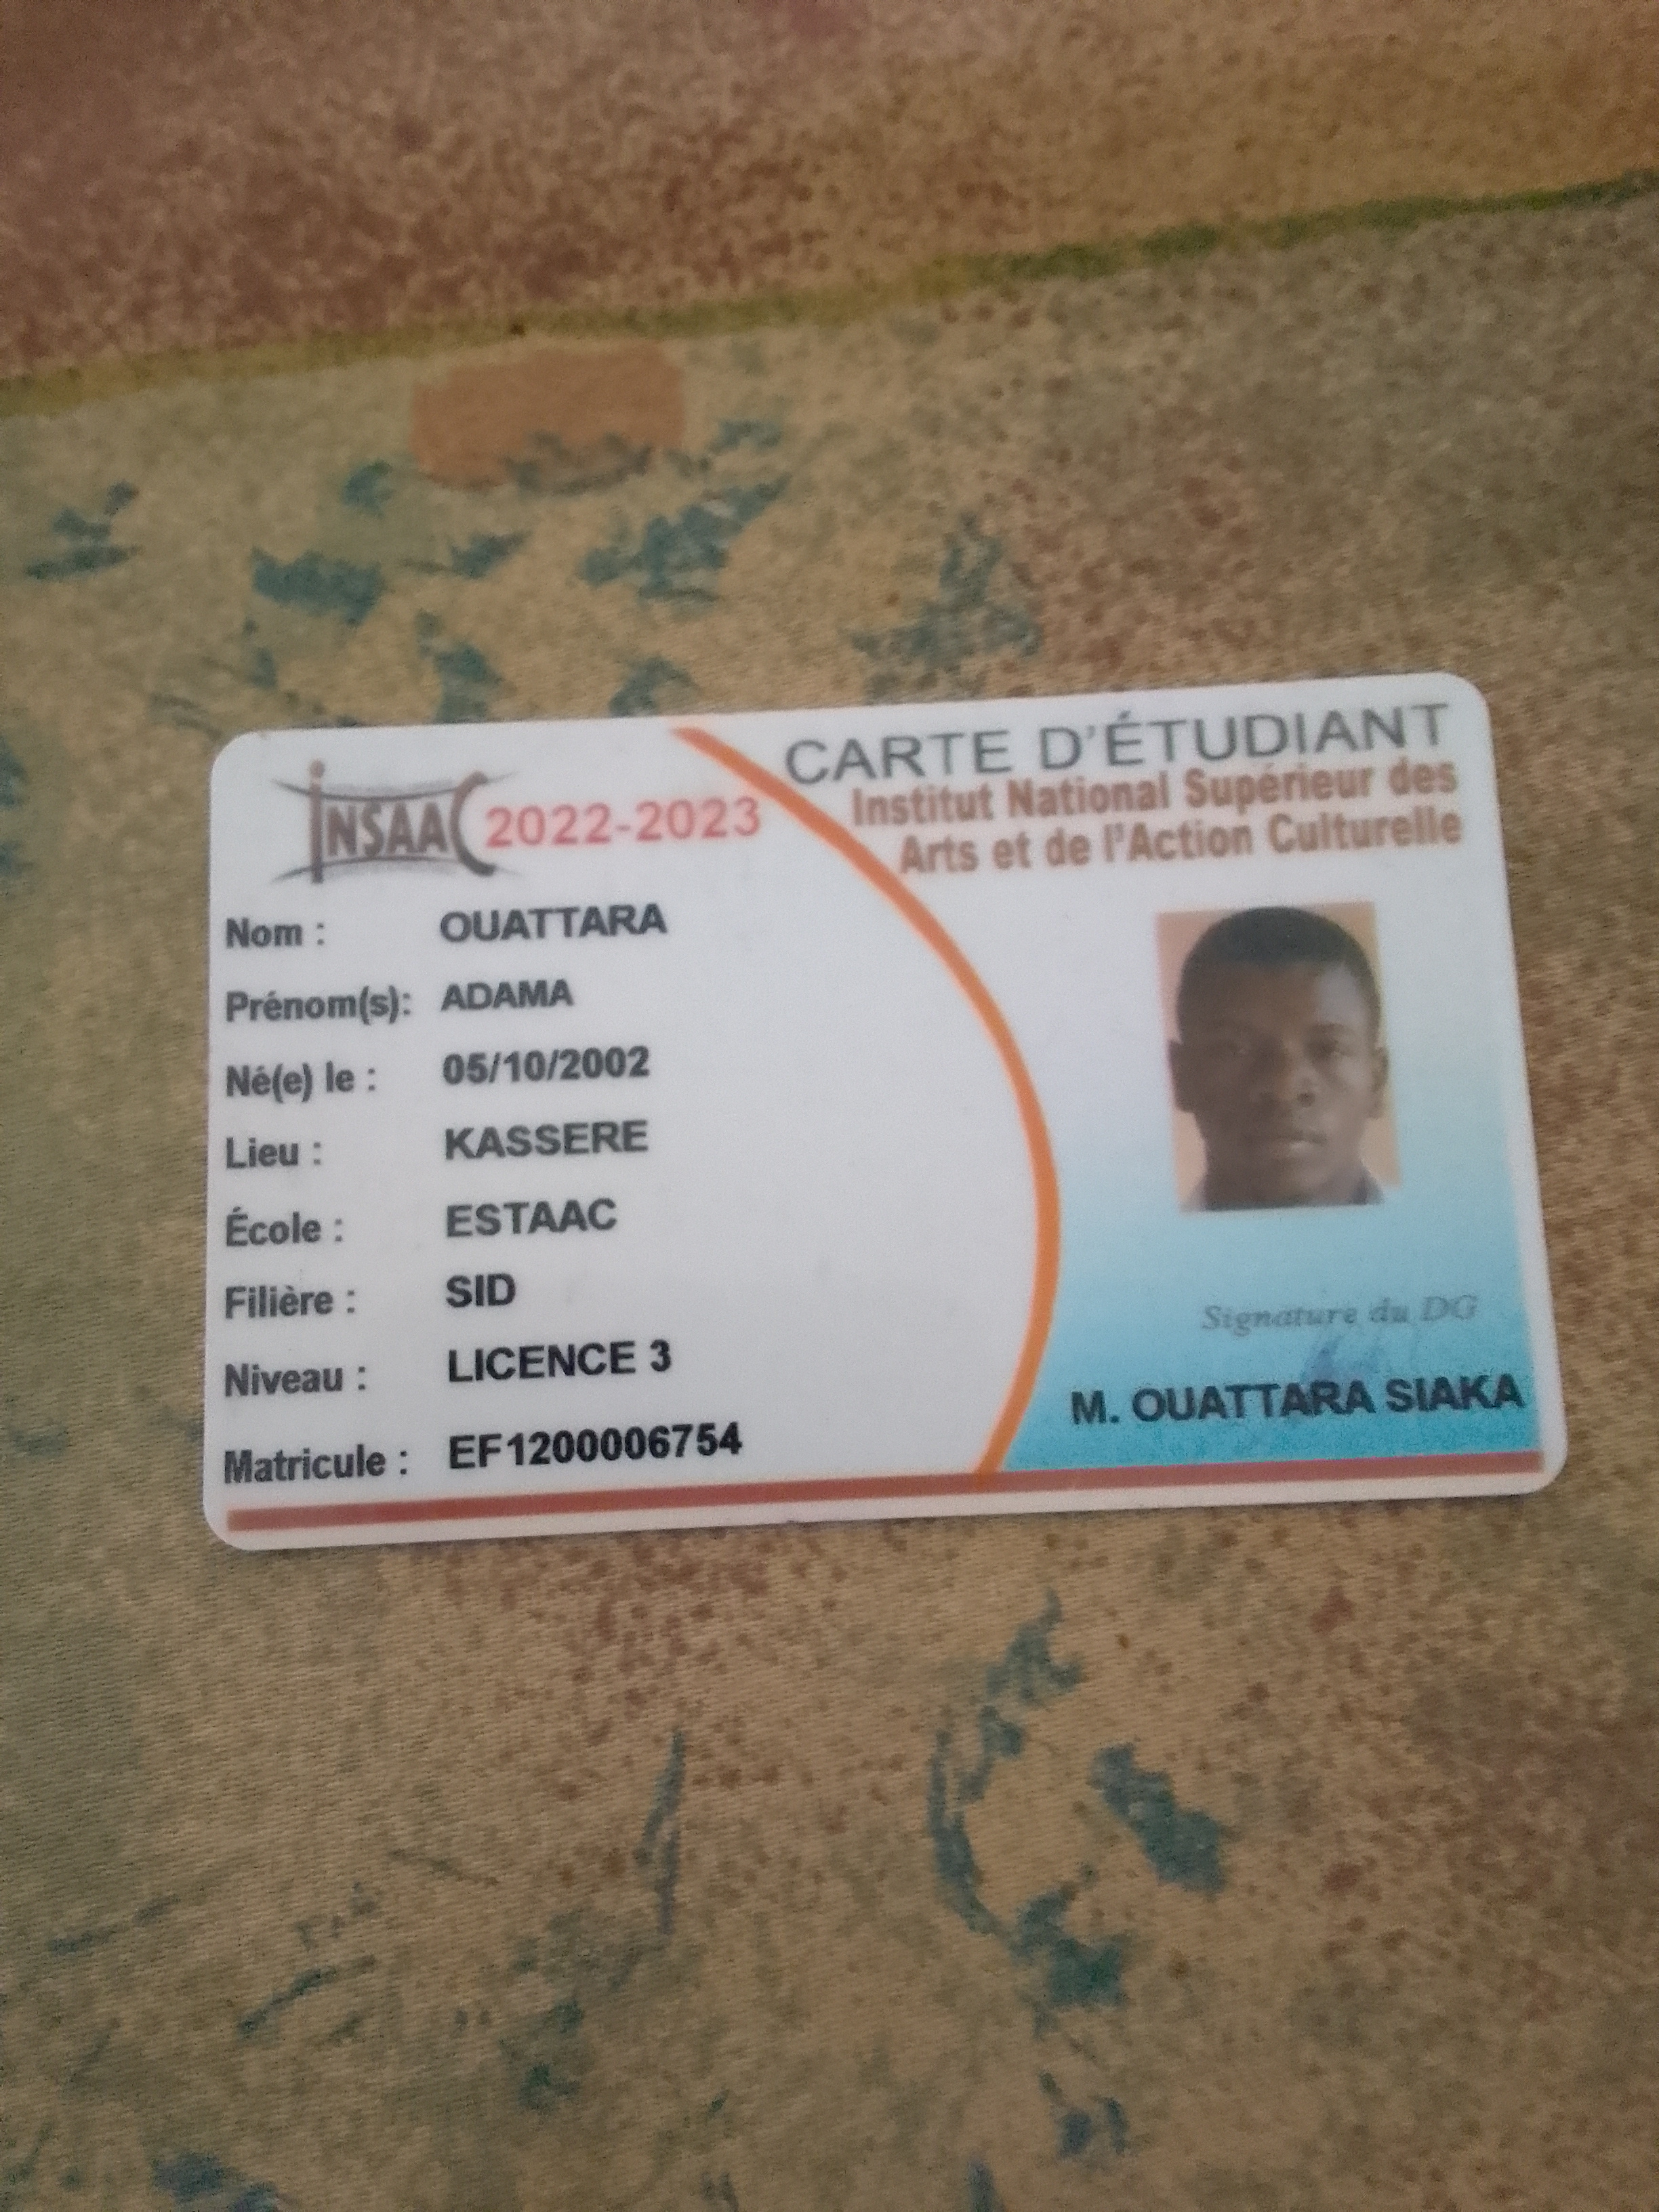 INSAAC 2022-2023
CARTE D'ÉTUDIANT
Institut National Supérieur des
Arts et de l'Action Culturelle
Nom : OUATTARA
Prénom(s): ADAMA
Né(e) le : 05/10/2002
Lieu : KASSERE
École : ESTAAC
Filière : SID
Niveau : LICENCE 3
Matricule : EF1200006754
Signature du DG
M. OUATTARA SIAKA